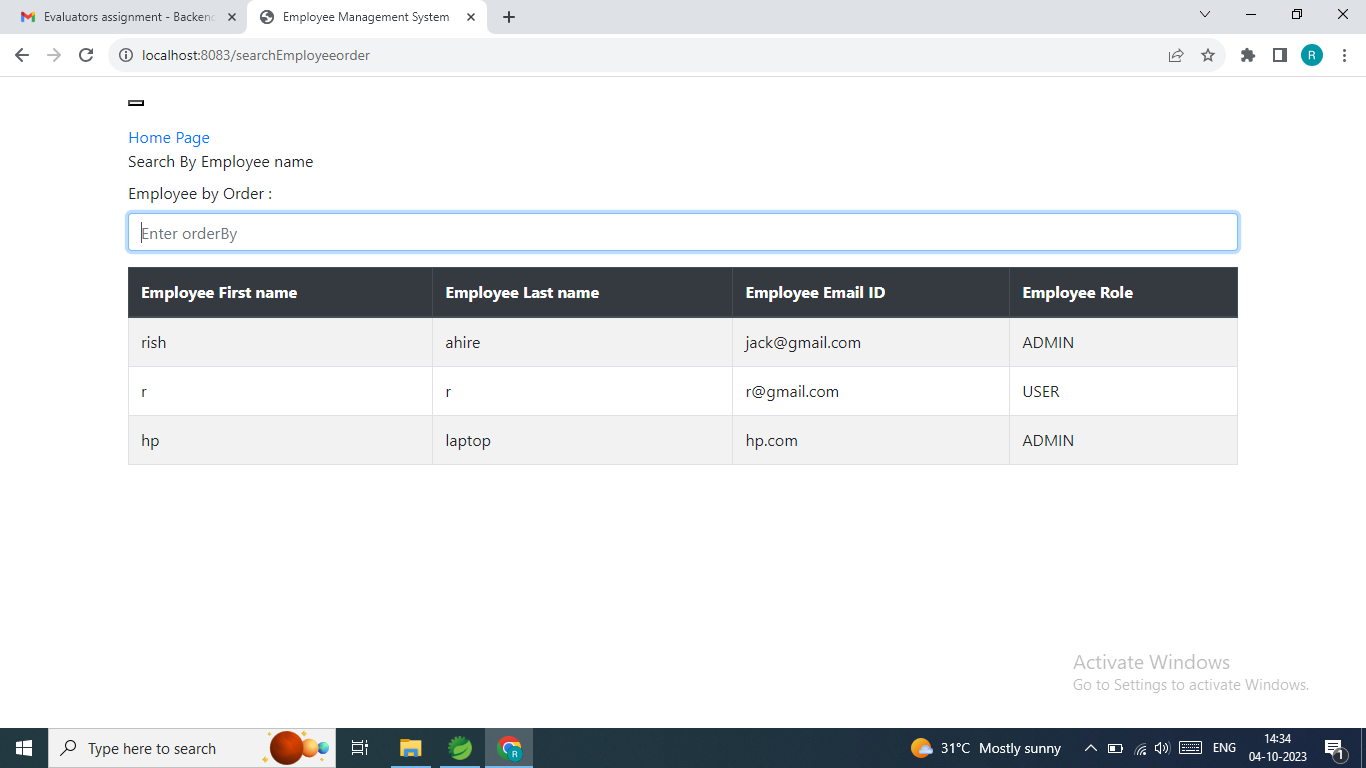 Evaluators assignment - Backen
Employee Management System
localhost:8083/searchEmployeeorder
R
Home Page
Search By Employee name
Employee by Order :
Enter orderBy
Employee First name Employee Last name Employee Email ID Employee Role
rish ahire jack@gmail.com ADMIN
r r r@gmail.com USER
hp laptop hp.com ADMIN
Activate Windows
Go to Settings to activate Windows.
Type here to search
R
31°C Mostly sunny
ENG
14:34
04-10-2023
1